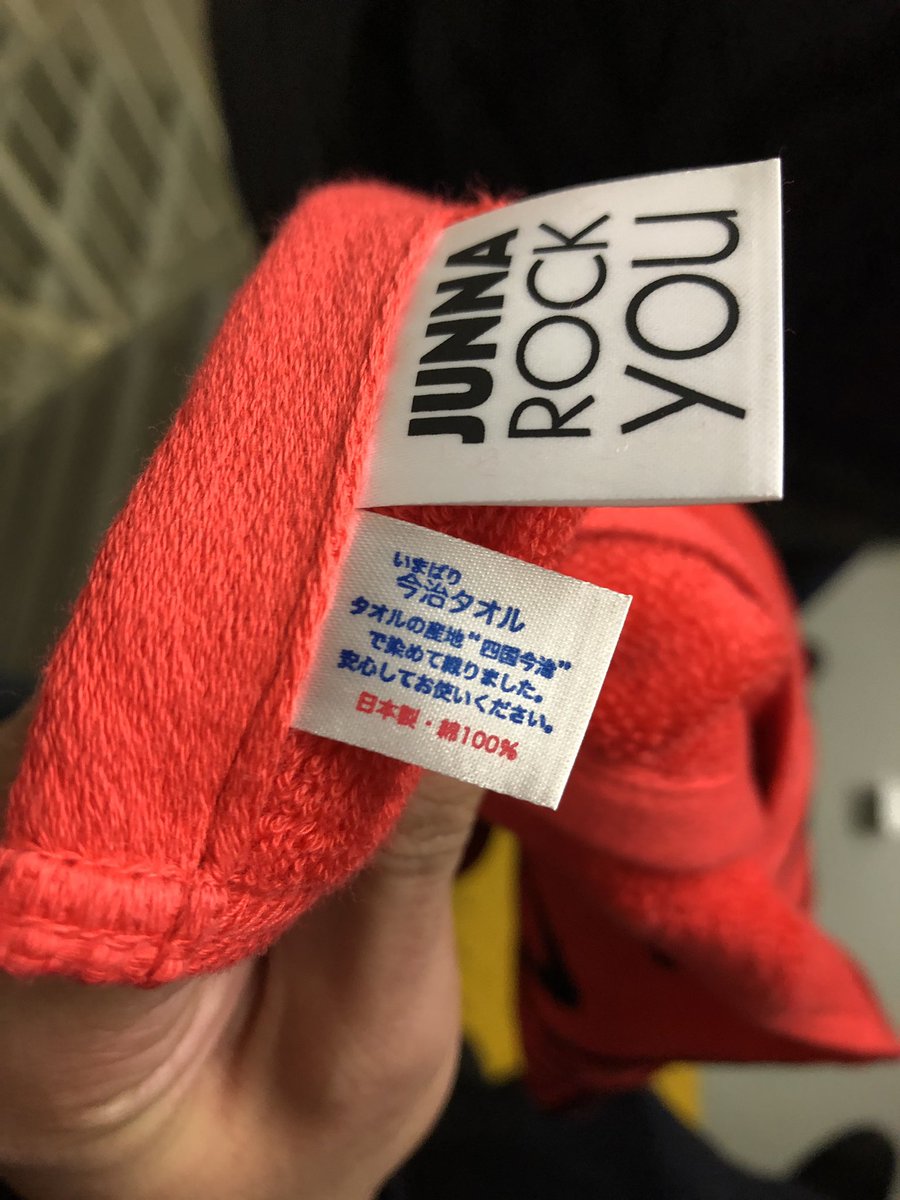 JUNNA
ROCK
YOU
いまばり
今治タオル
タオルの産地“四国今治”
で染めて織りました。
安心してお使いください。
日本製・綿100%